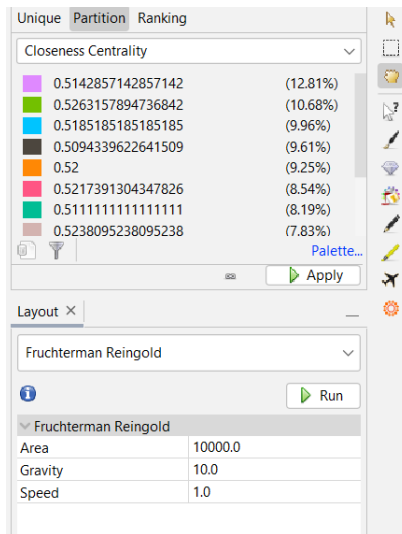 Unique Partition Ranking
Closeness Centrality
0.5142857142857142 (12.81%)
0.5263157894736842 (10.68%)
0.5185185185185185 (9.96%)
0.5094339622641509 (9.61%)
0.52 (9.25%)
0.5217391304347826 (8.54%)
0.5111111111111111 (8.19%)
0.5238095238095238 (7.83%)
Palette...
Apply
Layout ×
Fruchterman Reingold
Run
Fruchterman Reingold
Area 10000.0
Gravity 10.0
Speed 1.0